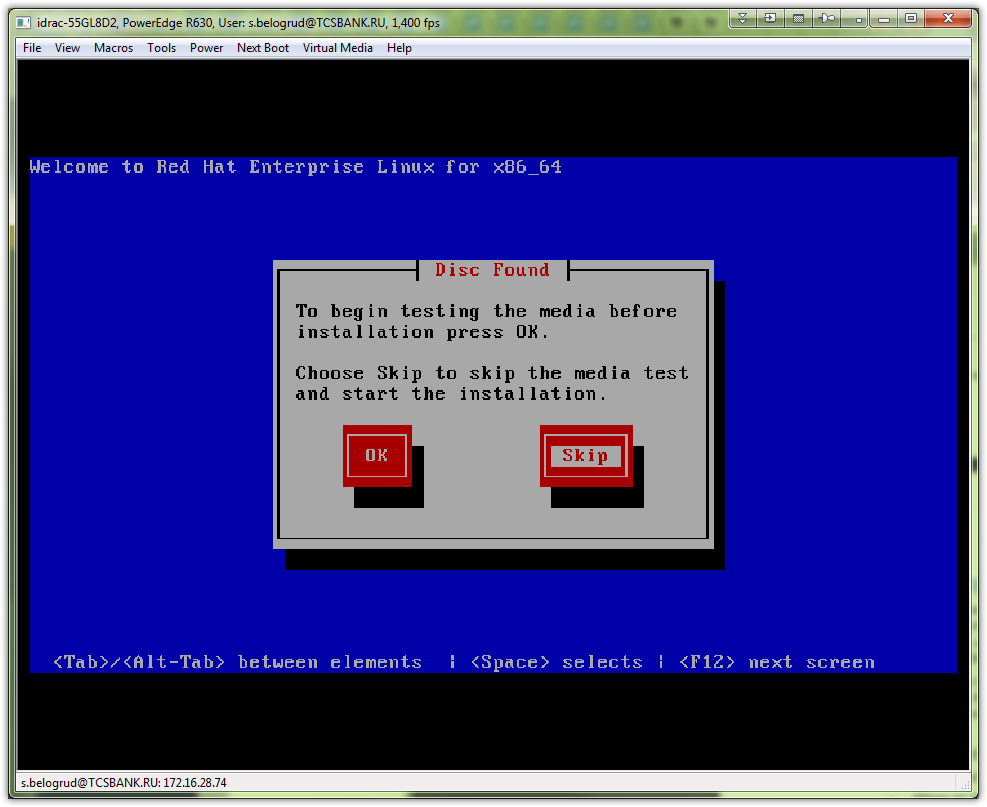 idrac-55GL8D2, PowerEdge R630, User: s.belogrud@TCSBANK.RU, 1,400 fps
File View Macros Tools Power Next Boot Virtual Media Help
Welcome to Red Hat Enterprise Linux for x86_64
Disc Found
To begin testing the media before
installation press OK.
Choose Skip to skip the media test
and start the installation.
OK Skip
<Tab>/<Alt-Tab> between elements | <Space> selects | <F12> next screen
s.belogrud@TCSBANK.RU: 172.16.28.74